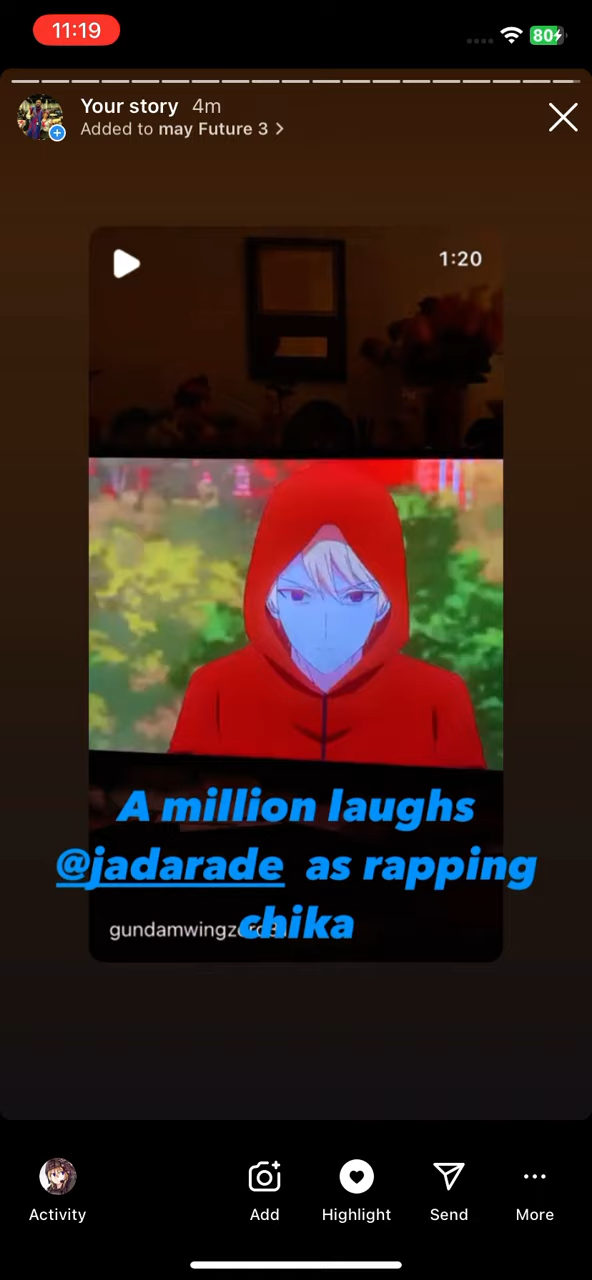 11:19
80
Your story 4m
Added to may Future 3 >
1:20
A million laughs
@jadarade as rapping
chika
Activity
Add
Highlight
Send
More